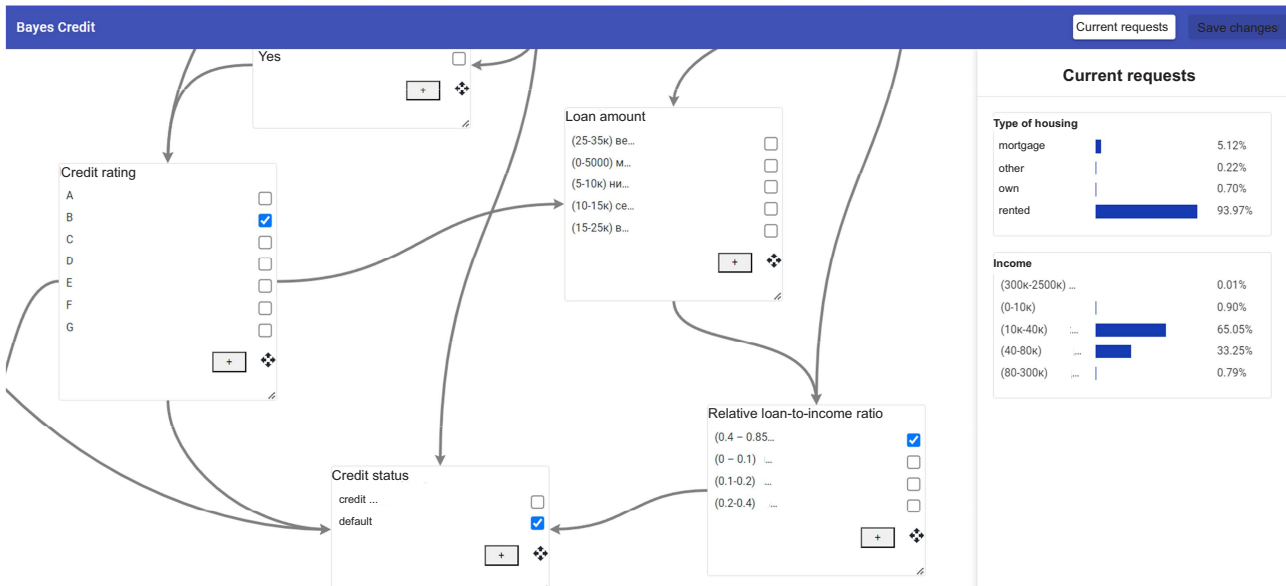 Bayes Credit
Current requests
Save changes
Yes
+
Credit rating
A
B
C
D
E
F
G
+
Loan amount
(25-35к) ве...
(0-5000) м...
(5-10к) ни...
(10-15к) се...
(15-25к) в...
+
Relative loan-to-income ratio
(0.4 – 0.85...
(0 – 0.1) ...
(0.1-0.2) ...
(0.2-0.4) ...
+
Credit status
credit ...
default
+
Current requests
Type of housing
mortgage 5.12%
other 0.22%
own 0.70%
rented 93.97%
Income
(300к-2500к) ... 0.01%
(0-10к) 0.90%
(10к-40к) ... 65.05%
(40-80к) ... 33.25%
(80-300к) ... 0.79%